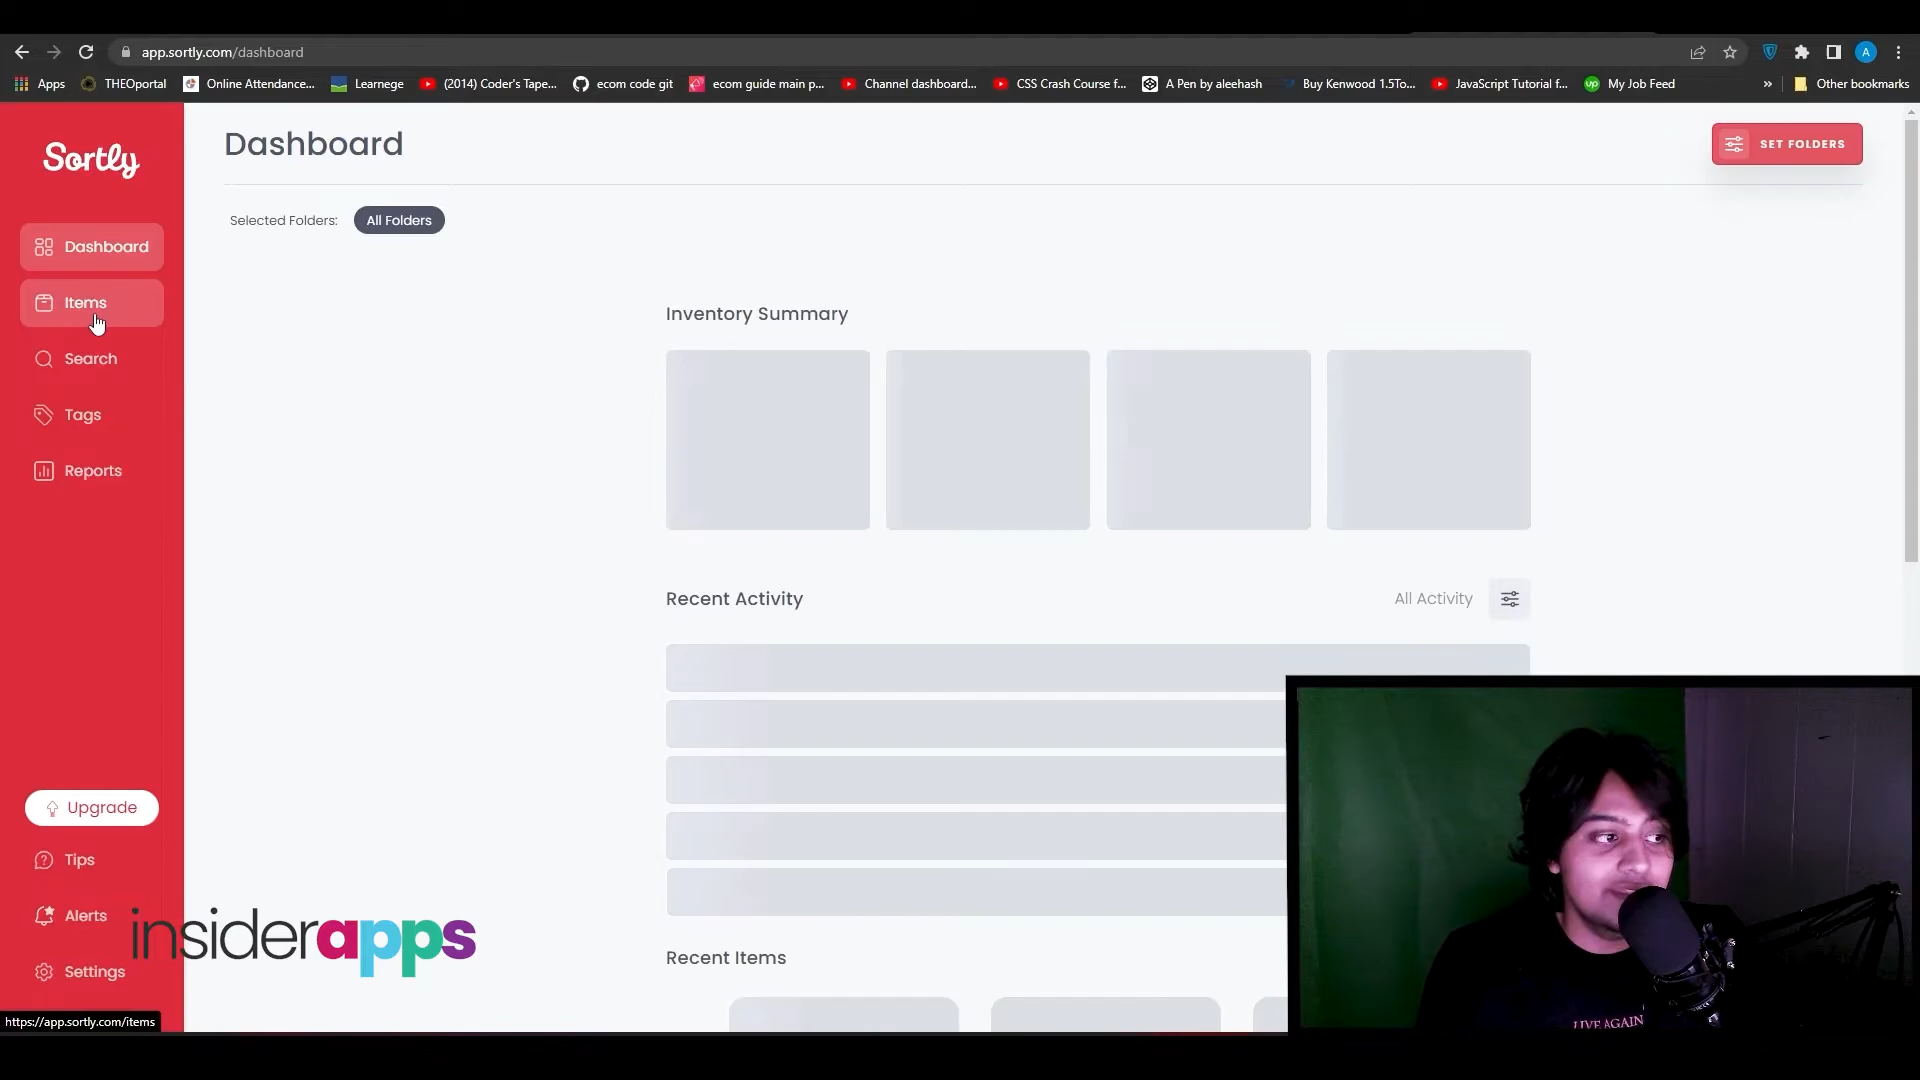 app.sortly.com/dashboard
A
Apps
THEOportal
Online Attendance...
Learnege
(2014) Coder's Tape...
ecom code git
ecom guide main p...
Channel dashboard...
CSS Crash Course f...
A Pen by aleehash
Buy Kenwood 1.5To...
JavaScript Tutorial f...
up
My Job Feed
»
Other bookmarks
Sortly
Dashboard
Items
Search
Tags
Reports
Upgrade
Tips
Alerts
Settings
https://app.sortly.com/items
Dashboard
SET FOLDERS
Selected Folders:
All Folders
Inventory Summary
Recent Activity
All Activity
Recent Items
insiderapps
LIVE AGAIN